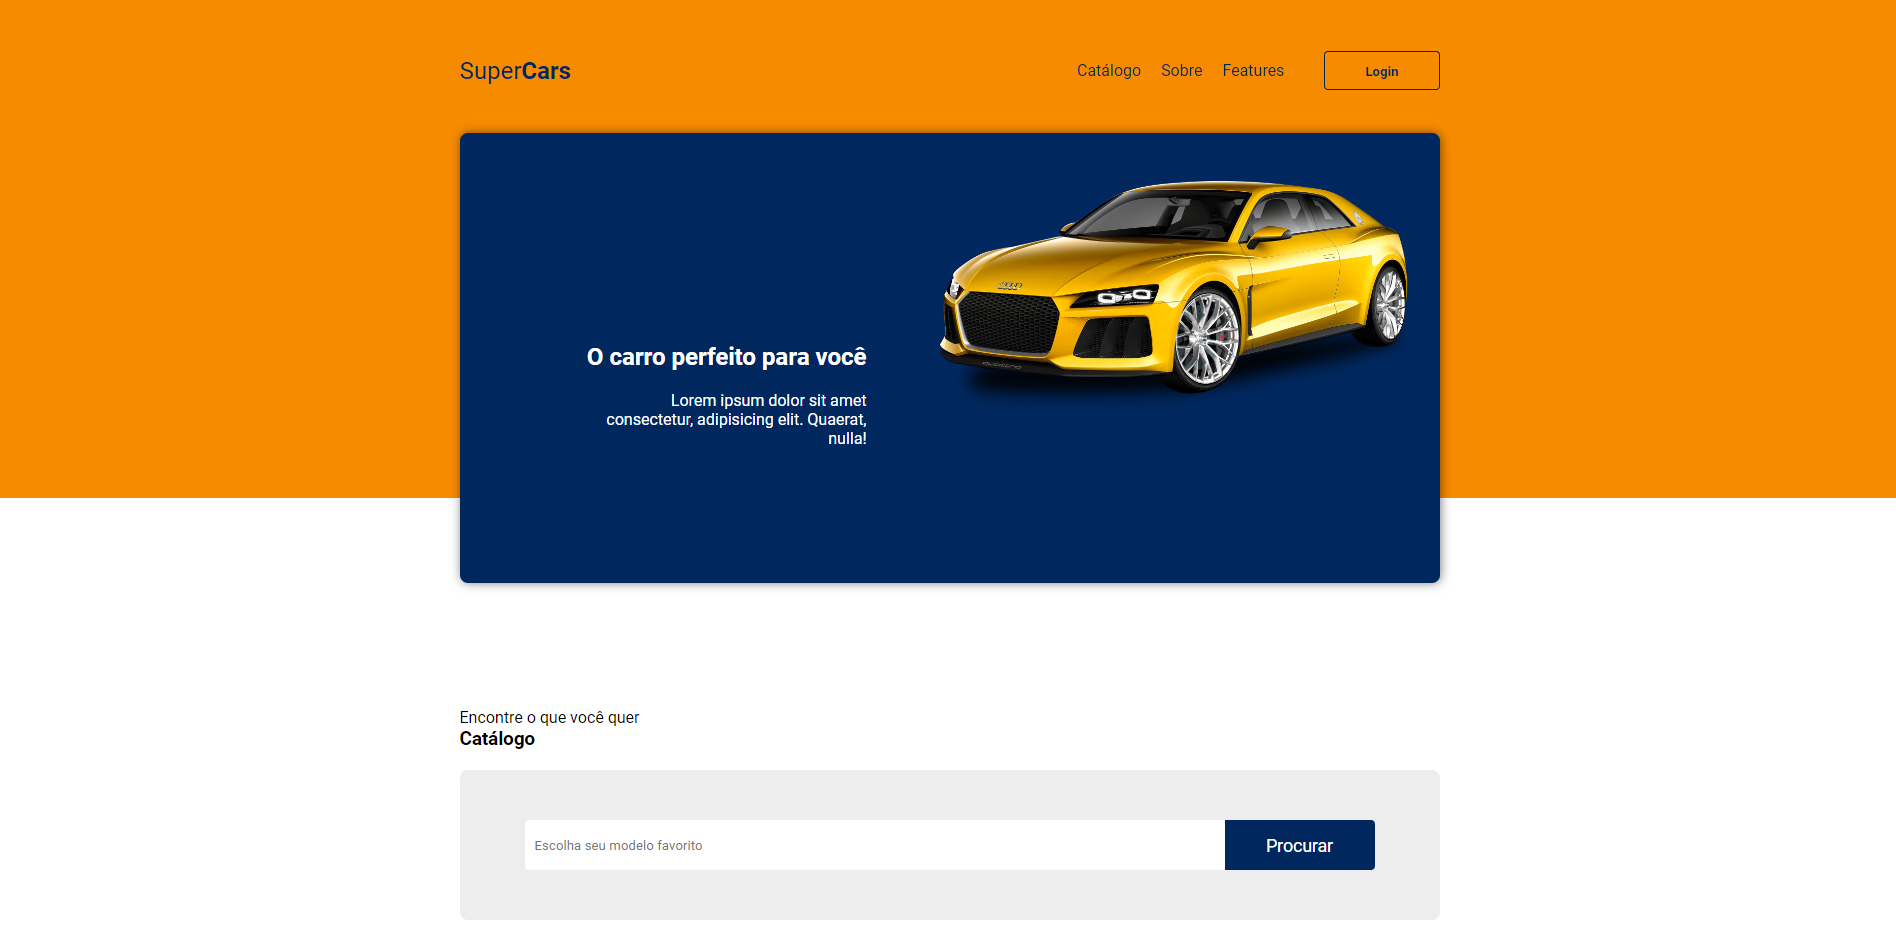 SuperCars
Catálogo Sobre Features Login
O carro perfeito para você
Lorem ipsum dolor sit amet
consectetur, adipisicing elit. Quaerat,
nulla!
Encontre o que você quer
Catálogo
Escolha seu modelo favorito
Procurar